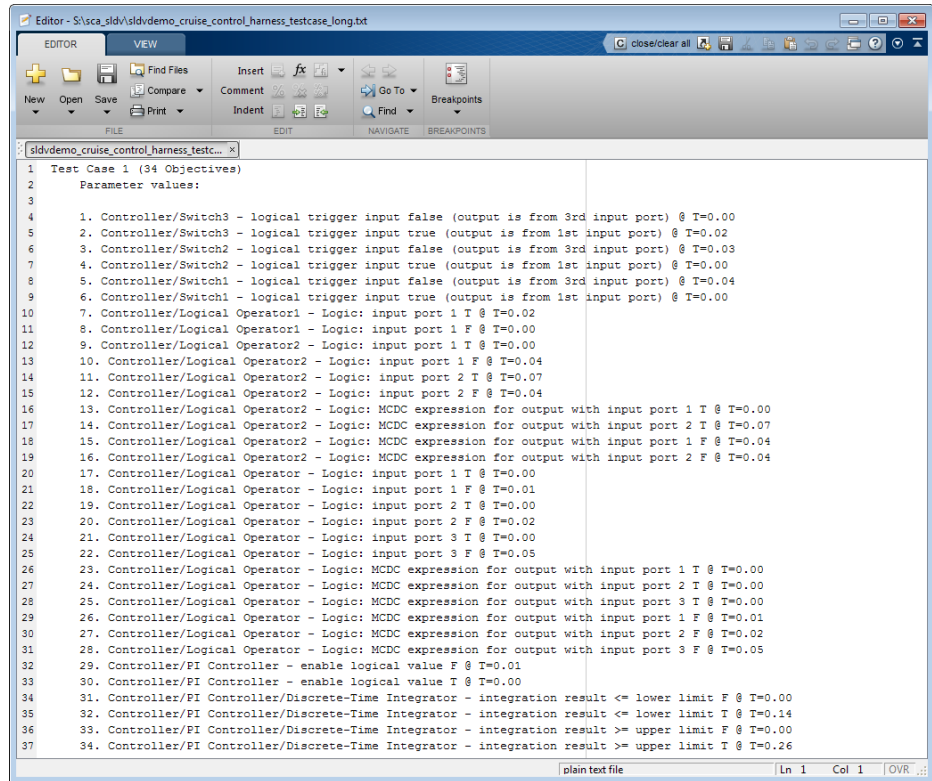 Editor - S:\sca_sldv\sldvdemo_cruise_control_harness_testcase_long.txt
EDITOR VIEW
C close/clear all
New Open Save
Find Files
Compare
Print
Insert fx
Comment
Indent
Go To
Find
Breakpoints
FILE EDIT NAVIGATE BREAKPOINTS
sldvdemo_cruise_control_harness_testc... ×
1 Test Case 1 (34 Objectives)
2 Parameter values:
3
4 1. Controller/Switch3 - logical trigger input false (output is from 3rd input port) @ T=0.00
5 2. Controller/Switch3 - logical trigger input true (output is from 1st input port) @ T=0.02
6 3. Controller/Switch2 - logical trigger input false (output is from 3rd input port) @ T=0.03
7 4. Controller/Switch2 - logical trigger input true (output is from 1st input port) @ T=0.00
8 5. Controller/Switch1 - logical trigger input false (output is from 3rd input port) @ T=0.04
9 6. Controller/Switch1 - logical trigger input true (output is from 1st input port) @ T=0.00
10 7. Controller/Logical Operator1 - Logic: input port 1 T @ T=0.02
11 8. Controller/Logical Operator1 - Logic: input port 1 F @ T=0.00
12 9. Controller/Logical Operator2 - Logic: input port 1 T @ T=0.00
13 10. Controller/Logical Operator2 - Logic: input port 1 F @ T=0.04
14 11. Controller/Logical Operator2 - Logic: input port 2 T @ T=0.07
15 12. Controller/Logical Operator2 - Logic: input port 2 F @ T=0.04
16 13. Controller/Logical Operator2 - Logic: MCDC expression for output with input port 1 T @ T=0.00
17 14. Controller/Logical Operator2 - Logic: MCDC expression for output with input port 2 T @ T=0.07
18 15. Controller/Logical Operator2 - Logic: MCDC expression for output with input port 1 F @ T=0.04
19 16. Controller/Logical Operator2 - Logic: MCDC expression for output with input port 2 F @ T=0.04
20 17. Controller/Logical Operator - Logic: input port 1 T @ T=0.00
21 18. Controller/Logical Operator - Logic: input port 1 F @ T=0.01
22 19. Controller/Logical Operator - Logic: input port 2 T @ T=0.00
23 20. Controller/Logical Operator - Logic: input port 2 F @ T=0.02
24 21. Controller/Logical Operator - Logic: input port 3 T @ T=0.00
25 22. Controller/Logical Operator - Logic: input port 3 F @ T=0.05
26 23. Controller/Logical Operator - Logic: MCDC expression for output with input port 1 T @ T=0.00
27 24. Controller/Logical Operator - Logic: MCDC expression for output with input port 2 T @ T=0.00
28 25. Controller/Logical Operator - Logic: MCDC expression for output with input port 3 T @ T=0.00
29 26. Controller/Logical Operator - Logic: MCDC expression for output with input port 1 F @ T=0.01
30 27. Controller/Logical Operator - Logic: MCDC expression for output with input port 2 F @ T=0.02
31 28. Controller/Logical Operator - Logic: MCDC expression for output with input port 3 F @ T=0.05
32 29. Controller/PI Controller - enable logical value F @ T=0.01
33 30. Controller/PI Controller - enable logical value T @ T=0.00
34 31. Controller/PI Controller/Discrete-Time Integrator - integration result <= lower limit F @ T=0.00
35 32. Controller/PI Controller/Discrete-Time Integrator - integration result <= lower limit T @ T=0.14
36 33. Controller/PI Controller/Discrete-Time Integrator - integration result >= upper limit F @ T=0.00
37 34. Controller/PI Controller/Discrete-Time Integrator - integration result >= upper limit T @ T=0.26
plain text file Ln 1 Col 1 OVR